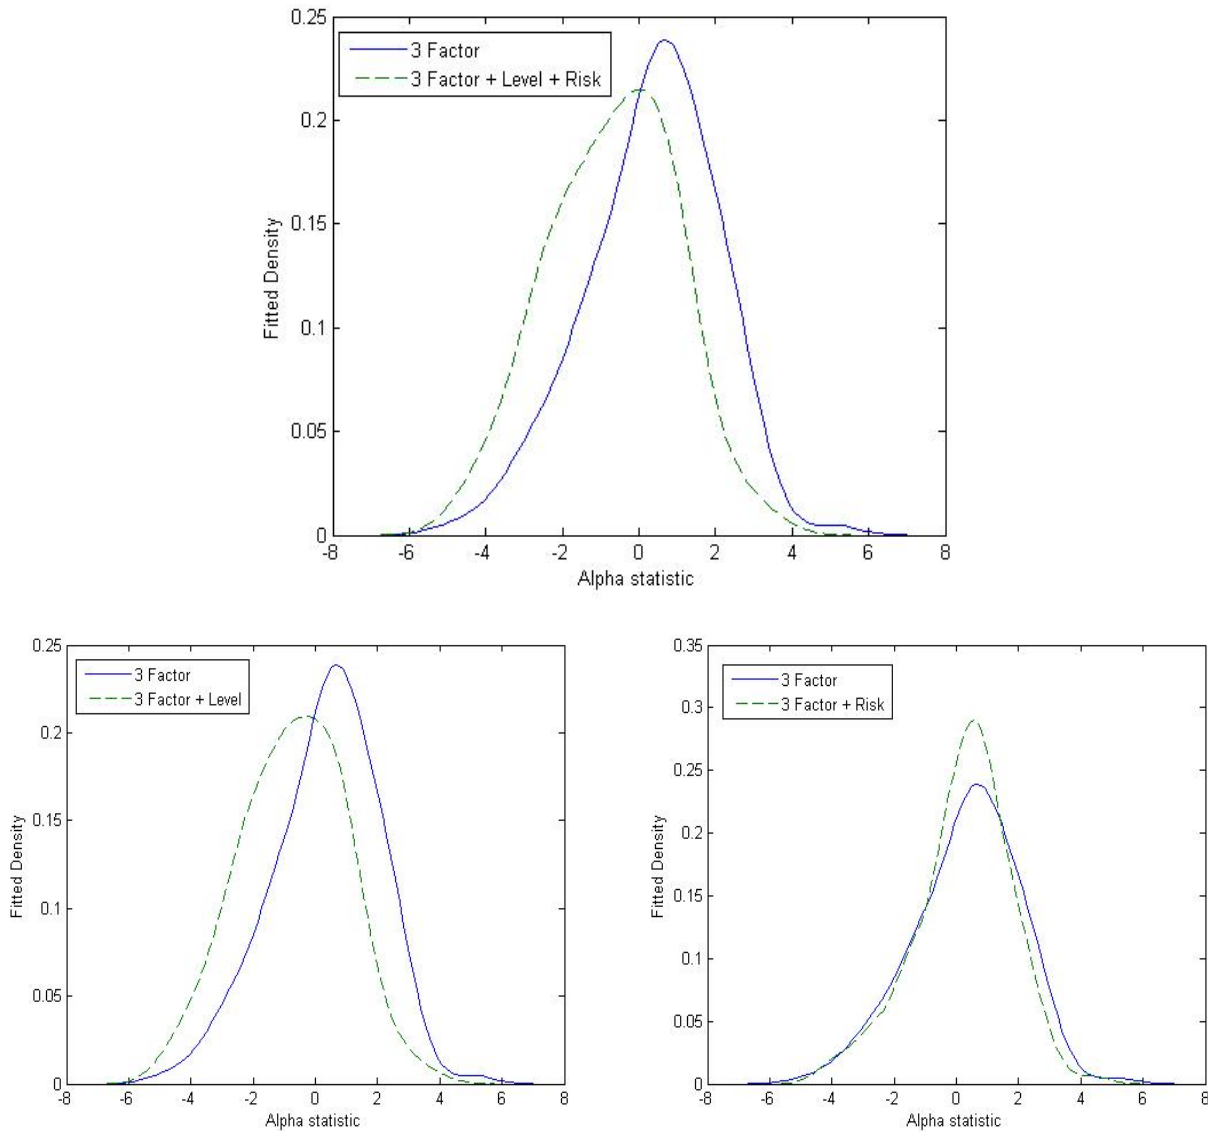 0.25
0.2
0.15
0.1
0.05
0
Fitted Density
3 Factor
3 Factor + Level + Risk
-8 -6 -4 -2 0 2 4 6 8
Alpha statistic
0.25
0.2
0.15
0.1
0.05
0
Fitted Density
3 Factor
3 Factor + Level
-8 -6 -4 -2 0 2 4 6 8
Alpha statistic
0.35
0.3
0.25
0.2
0.15
0.1
0.05
0
Fitted Density
3 Factor
3 Factor + Risk
-8 -6 -4 -2 0 2 4 6 8
Alpha statistic